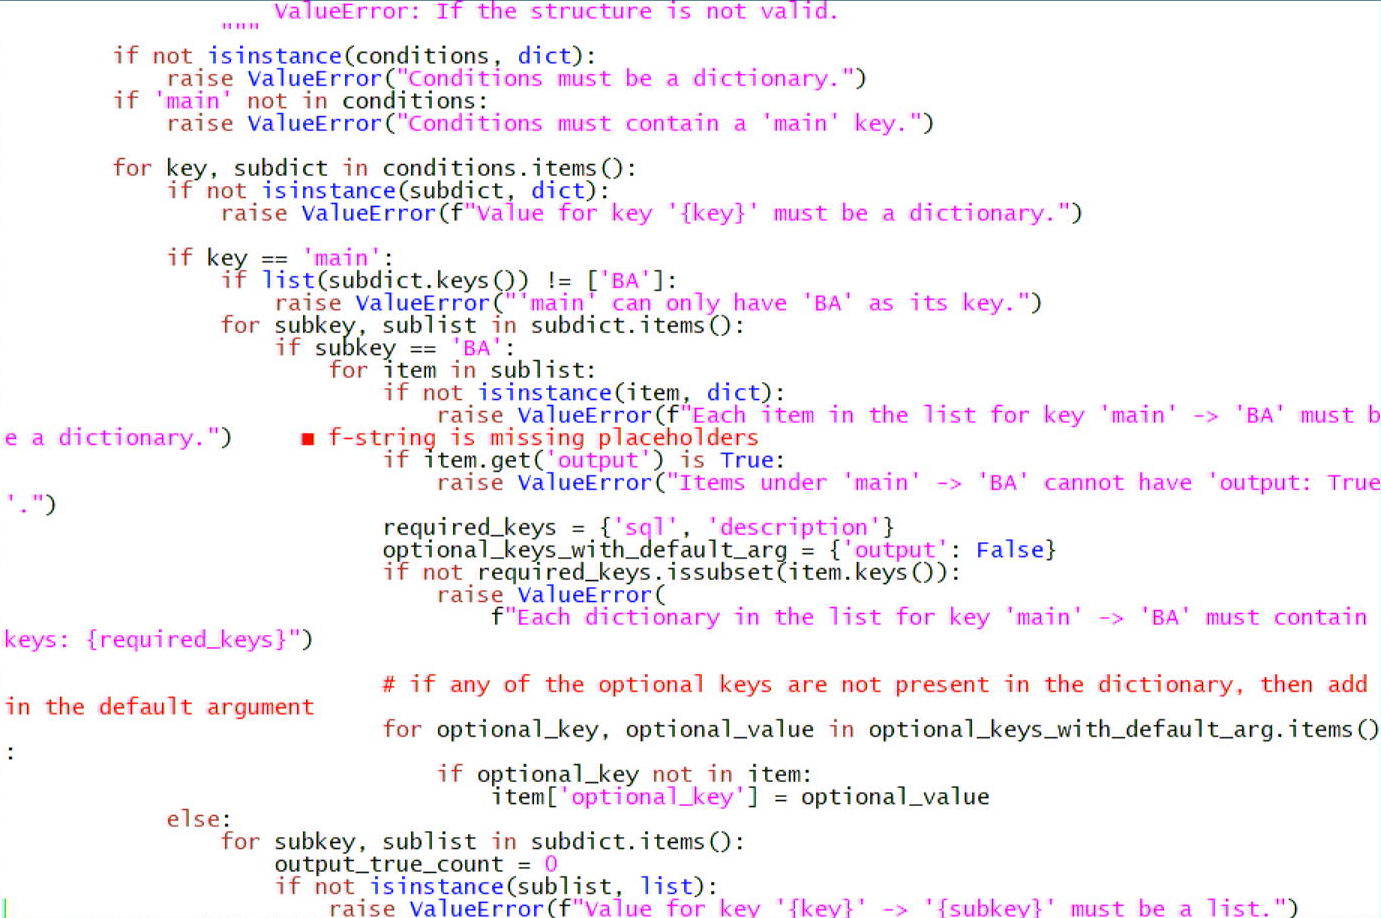 ValueError: If the structure is not valid.
"""
if not isinstance(conditions, dict):
raise ValueError("Conditions must be a dictionary.")
if 'main' not in conditions:
raise ValueError("Conditions must contain a 'main' key.")
for key, subdict in conditions.items():
if not isinstance(subdict, dict):
raise ValueError(f"Value for key '{key}' must be a dictionary.")
if key == 'main':
if list(subdict.keys()) != ['BA']:
raise ValueError("'main' can only have 'BA' as its key.")
for subkey, sublist in subdict.items():
if subkey == 'BA':
for item in sublist:
if not isinstance(item, dict):
raise ValueError(f"Each item in the list for key 'main' -> 'BA' must b
e a dictionary.")     ■ f-string is missing placeholders
if item.get('output') is True:
raise ValueError("Items under 'main' -> 'BA' cannot have 'output: True
'.")
required_keys = {'sql', 'description'}
optional_keys_with_default_arg = {'output': False}
if not required_keys.issubset(item.keys()):
raise ValueError(
f"Each dictionary in the list for key 'main' -> 'BA' must contain
keys: {required_keys}")
# if any of the optional keys are not present in the dictionary, then add
in the default argument
for optional_key, optional_value in optional_keys_with_default_arg.items()
:
if optional_key not in item:
item['optional_key'] = optional_value
else:
for subkey, sublist in subdict.items():
output_true_count = 0
if not isinstance(sublist, list):
raise ValueError(f"Value for key '{key}' -> '{subkey}' must be a list.")